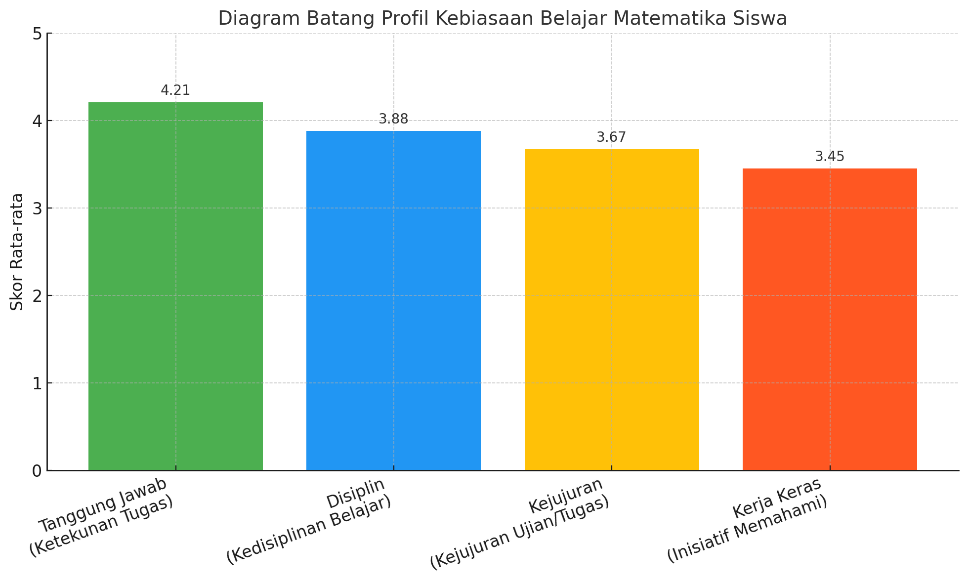 Diagram Batang Profil Kebiasaan Belajar Matematika Siswa
Skor Rata-rata
5
4
3
2
1
0
4.21
3.88
3.67
3.45
Tanggung Jawab
(Ketekunan Tugas)
Disiplin
(Kedisiplinan Belajar)
Kejujuran
(Kejujuran Ujian/Tugas)
Kerja Keras
(Inisiatif Memahami)